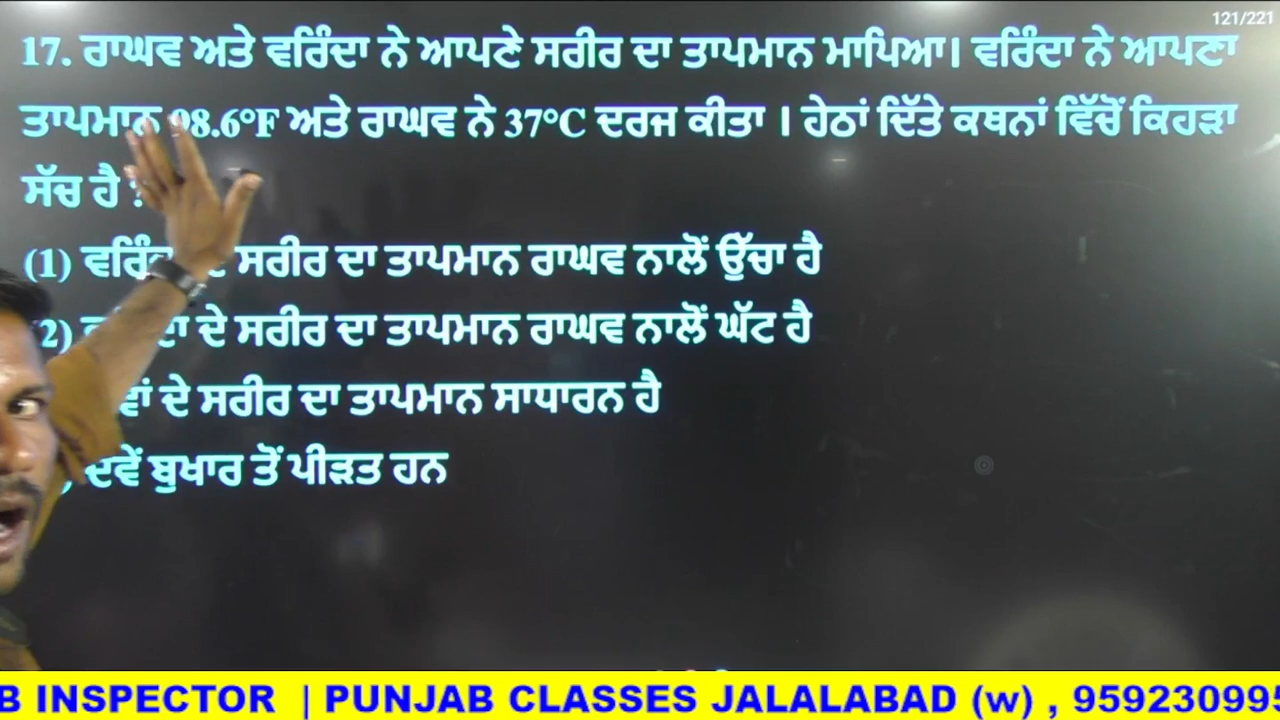 121/221
17. ਰਾਘਵ ਅਤੇ ਵਰਿੰਦਾ ਨੇ ਆਪਣੇ ਸਰੀਰ ਦਾ ਤਾਪਮਾਨ ਮਾਪਿਆ। ਵਰਿੰਦਾ ਨੇ ਆਪਣਾ
ਤਾਪਮਾਨ 98.6°F ਅਤੇ ਰਾਘਵ ਨੇ 37°C ਦਰਜ ਕੀਤਾ । ਹੇਠਾਂ ਦਿੱਤੇ ਕਥਨਾਂ ਵਿੱਚੋਂ ਕਿਹੜਾ
ਸੱਚ ਹੈ ?
(1) ਸਰੀਰ ਦਾ ਤਾਪਮਾਨ ਰਾਘਵ ਨਾਲੋਂ ਉੱਚਾ ਹੈ
2) ਦੇ ਸਰੀਰ ਦਾ ਤਾਪਮਾਨ ਰਾਘਵ ਨਾਲੋਂ ਘੱਟ ਹੈ
ਦੇ ਸਰੀਰ ਦਾ ਤਾਪਮਾਨ ਸਾਧਾਰਨ ਹੈ
ਦਵੇਂ ਬੁਖਾਰ ਤੋਂ ਪੀੜਤ ਹਨ
B INSPECTOR | PUNJAB CLASSES JALALABAD (w) , 959230995